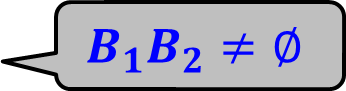 B₁B₂ ≠ ∅